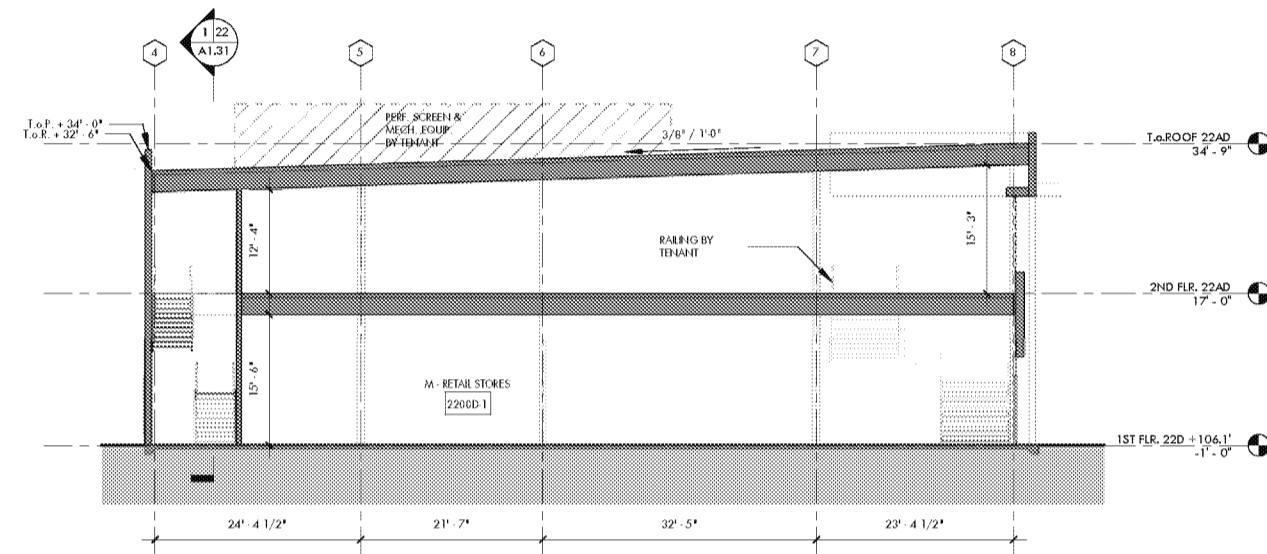 1 22
A1.31
4
5
6
7
8
T.o.P. + 34' - 0"
T.o.R. + 32' - 6"
PERF. SCREEN &
MECH. EQUIP.
BY TENANT
3/8" / 1'-0"
T.o.ROOF 22AD
34' - 9"
12' - 4"
RAILING BY
TENANT
15' - 3"
2ND FLR. 22AD
17' - 0"
15' - 6"
M - RETAIL STORES
2200D-1
1ST FLR. 22D +106.1'
-1' - 0"
24' - 4 1/2"
21' - 7"
32' - 5"
23' - 4 1/2"